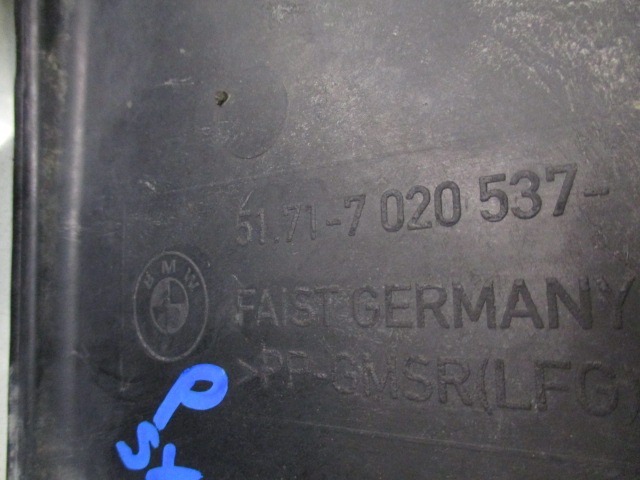 51.71-7 020 537-
BMW
FAIST GERMANY
>PP-GMSR(LFG
P